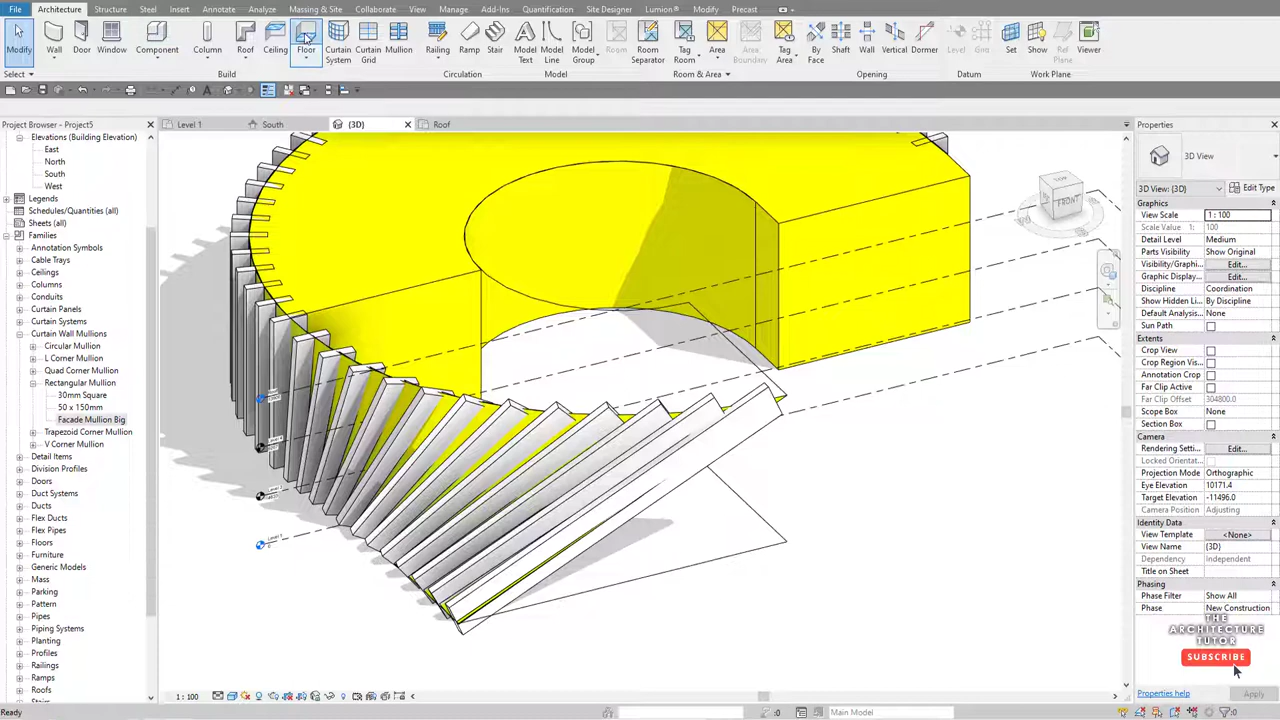 File Architecture Structure Steel Insert Annotate Analyze Massing & Site Collaborate View Manage Add-Ins Quantification Site Designer Lumion® Modify Precast
Modify Wall Door Window Component Column Roof Ceiling Floor Curtain System Curtain Grid Mullion Railing Ramp Stair Model Text Model Line Model Group Room Room Separator Tag Room Area Area Boundary Tag Area By Face Shaft Wall Vertical Dormer Level Grid Set Show Ref Plane Viewer
Select Build Circulation Model Room & Area Opening Datum Work Plane
Project Browser - Project5
Level 1 South {3D} Roof
Elevations (Building Elevation)
East
North
South
West
Legends
Schedules/Quantities (all)
Sheets (all)
Families
Annotation Symbols
Cable Trays
Ceilings
Columns
Conduits
Curtain Panels
Curtain Systems
Curtain Wall Mullions
Circular Mullion
L Corner Mullion
Quad Corner Mullion
Rectangular Mullion
30mm Square
50 x 150mm
Facade Mullion Big
Trapezoid Corner Mullion
V Corner Mullion
Detail Items
Division Profiles
Doors
Duct Systems
Ducts
Flex Ducts
Flex Pipes
Floors
Furniture
Generic Models
Mass
Parking
Pattern
Pipes
Piping Systems
Planting
Profiles
Railings
Ramps
Roofs
Stairs
TOP
FRONT
Properties
3D View
3D View: {3D} Edit Type
Graphics
View Scale 1 : 100
Scale Value 1: 100
Detail Level Medium
Parts Visibility Show Original
Visibility/Graphi... Edit...
Graphic Display... Edit...
Discipline Coordination
Show Hidden Li... By Discipline
Default Analysis... None
Sun Path
Extents
Crop View
Crop Region Vis...
Annotation Crop
Far Clip Active
Far Clip Offset 304800.0
Scope Box None
Section Box
Camera
Rendering Setti... Edit...
Locked Orientat...
Projection Mode Orthographic
Eye Elevation 10171.4
Target Elevation -11496.0
Camera Position Adjusting
Identity Data
View Template <None>
View Name {3D}
Dependency Independent
Title on Sheet
Phasing
Phase Filter Show All
Phase New Construction
THE
ARCHITECTURE
TUTOR
SUBSCRIBE
Properties help Apply
1 : 100
Ready :0 Main Model :0